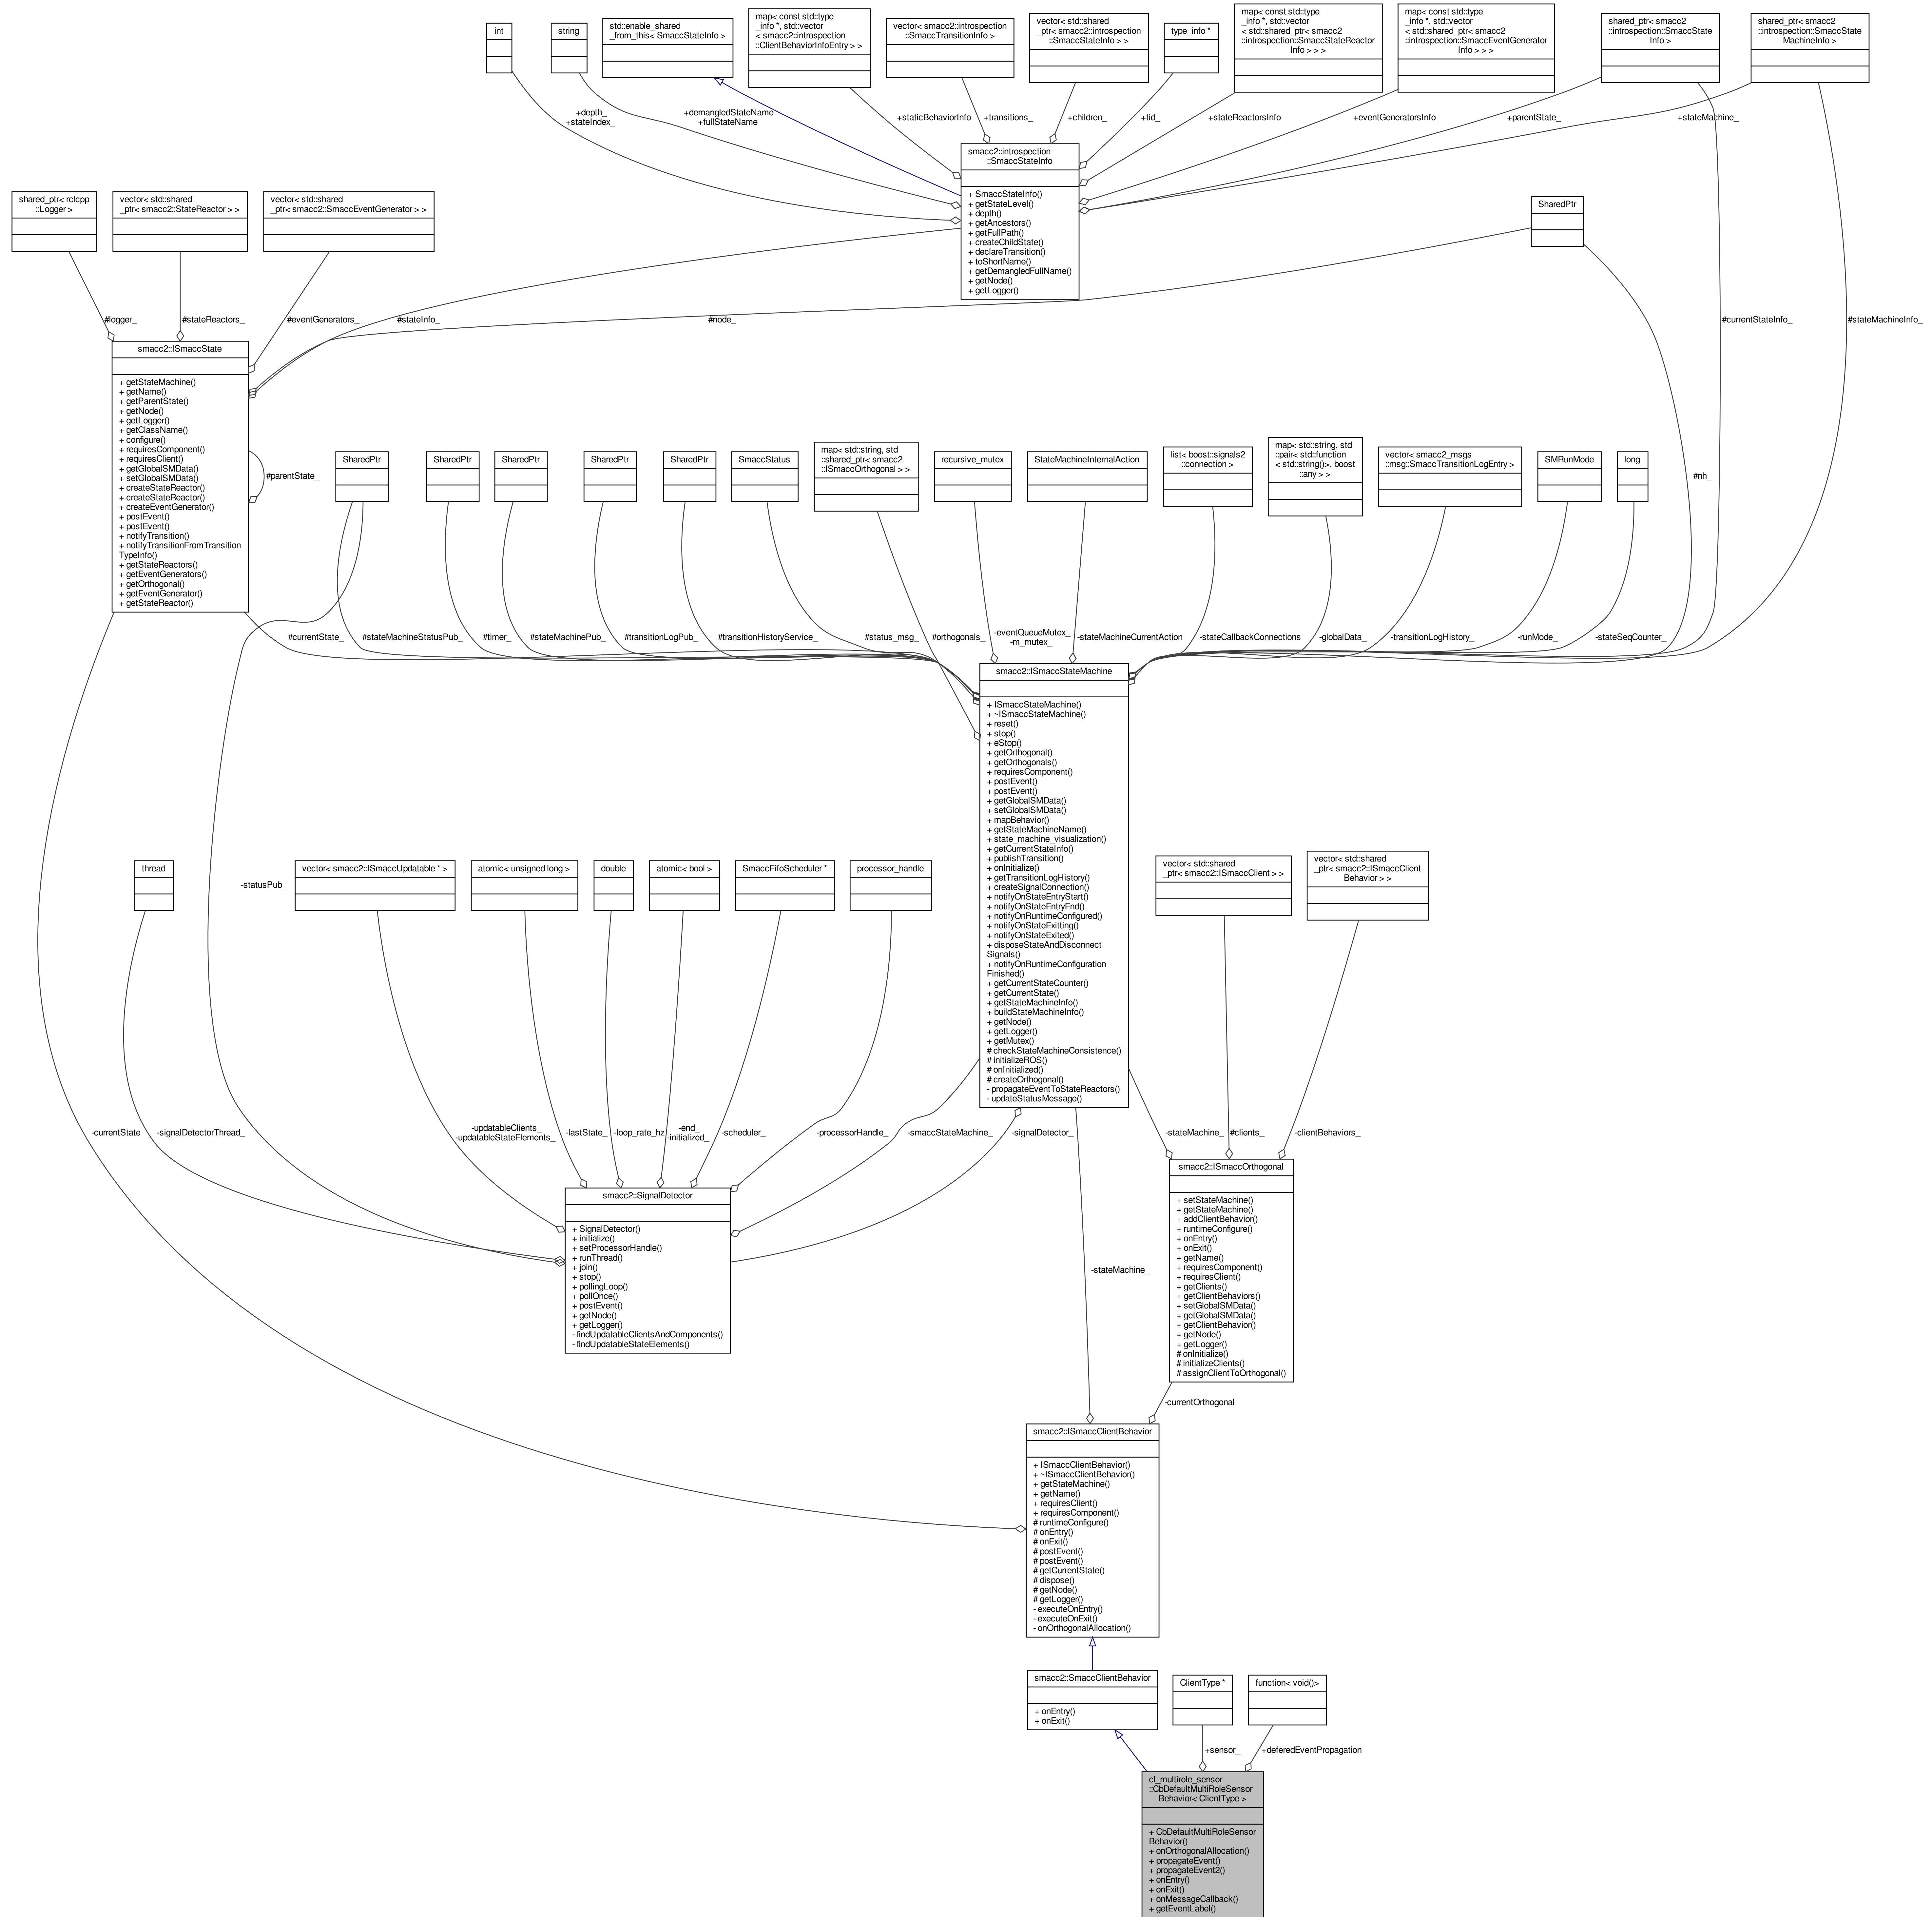 int
string
std::enable_shared
_from_this< SmaccStateInfo >
map< const std::type
_info *, std::vector
< smacc2::introspection
::ClientBehaviorInfoEntry > >
vector< smacc2::introspection
::SmaccTransitionInfo >
vector< std::shared
_ptr< smacc2::introspection
::SmaccStateInfo > >
type_info *
map< const std::type
_info *, std::vector
< std::shared_ptr< smacc2
::introspection::SmaccStateReactor
Info > > >
map< const std::type
_info *, std::vector
< std::shared_ptr< smacc2
::introspection::SmaccEventGenerator
Info > > >
shared_ptr< smacc2
::introspection::SmaccState
Info >
shared_ptr< smacc2
::introspection::SmaccState
MachineInfo >
+depth_
+stateIndex_
+demangledStateName
+fullStateName
+staticBehaviorInfo
+transitions_
+children_
+tid_
+stateReactorsInfo
+eventGeneratorsInfo
+parentState_
+stateMachine_
smacc2::introspection
::SmaccStateInfo
+ SmaccStateInfo()
+ getStateLevel()
+ depth()
+ getAncestors()
+ getFullPath()
+ createChildState()
+ declareTransition()
+ toShortName()
+ getDemangledFullName()
+ getNode()
+ getLogger()
shared_ptr< rclcpp
::Logger >
vector< std::shared
_ptr< smacc2::StateReactor > >
vector< std::shared
_ptr< smacc2::SmaccEventGenerator > >
SharedPtr
#logger_
#stateReactors_
#eventGenerators_
#stateInfo_
#node_
#currentStateInfo_
#stateMachineInfo_
smacc2::ISmaccState
+ getStateMachine()
+ getName()
+ getParentState()
+ getNode()
+ getLogger()
+ getClassName()
+ configure()
+ requiresComponent()
+ requiresClient()
+ getGlobalSMData()
+ setGlobalSMData()
+ createStateReactor()
+ createStateReactor()
+ createEventGenerator()
+ postEvent()
+ postEvent()
+ notifyTransition()
+ notifyTransitionFromTransition
TypeInfo()
+ getStateReactors()
+ getEventGenerators()
+ getOrthogonal()
+ getEventGenerator()
+ getStateReactor()
#parentState_
SharedPtr
SharedPtr
SharedPtr
SharedPtr
SharedPtr
SmaccStatus
map< std::string, std
::shared_ptr< smacc2
::ISmaccOrthogonal > >
recursive_mutex
StateMachineInternalAction
list< boost::signals2
::connection >
map< std::string, std
::pair< std::function
< std::string()>, boost
::any > >
vector< smacc2_msgs
::msg::SmaccTransitionLogEntry >
SMRunMode
long
#nh_
#currentState_
#stateMachineStatusPub_
#timer_
#stateMachinePub_
#transitionLogPub_
#transitionHistoryService_
#status_msg_
#orthogonals_
-eventQueueMutex_
-m_mutex_
-stateMachineCurrentAction
-stateCallbackConnections
-globalData_
-transitionLogHistory_
-runMode_
-stateSeqCounter_
smacc2::ISmaccStateMachine
+ ISmaccStateMachine()
+ ~ISmaccStateMachine()
+ reset()
+ stop()
+ eStop()
+ getOrthogonal()
+ getOrthogonals()
+ requiresComponent()
+ postEvent()
+ postEvent()
+ getGlobalSMData()
+ setGlobalSMData()
+ mapBehavior()
+ getStateMachineName()
+ state_machine_visualization()
+ getCurrentStateInfo()
+ publishTransition()
+ onInitialize()
+ getTransitionLogHistory()
+ createSignalConnection()
+ notifyOnStateEntryStart()
+ notifyOnStateEntryEnd()
+ notifyOnRuntimeConfigured()
+ notifyOnStateExitting()
+ notifyOnStateExited()
+ disposeStateAndDisconnect
Signals()
+ notifyOnRuntimeConfiguration
Finished()
+ getCurrentStateCounter()
+ getCurrentState()
+ getStateMachineInfo()
+ buildStateMachineInfo()
+ getNode()
+ getLogger()
+ getMutex()
# checkStateMachineConsistence()
# initializeROS()
# onInitialized()
# createOrthogonal()
- propagateEventToStateReactors()
- updateStatusMessage()
thread
-statusPub_
vector< smacc2::ISmaccUpdatable * >
atomic< unsigned long >
double
atomic< bool >
SmaccFifoScheduler *
processor_handle
vector< std::shared
_ptr< smacc2::ISmaccClient > >
vector< std::shared
_ptr< smacc2::ISmaccClient
Behavior > >
-currentState
-signalDetectorThread_
-updatableClients_
-updatableStateElements_
-lastState_
-loop_rate_hz
-end_
-initialized_
-scheduler_
-processorHandle_
-smaccStateMachine_
-signalDetector_
-stateMachine_
#clients_
-clientBehaviors_
smacc2::SignalDetector
+ SignalDetector()
+ initialize()
+ setProcessorHandle()
+ runThread()
+ join()
+ stop()
+ pollingLoop()
+ pollOnce()
+ postEvent()
+ getNode()
+ getLogger()
- findUpdatableClientsAndComponents()
- findUpdatableStateElements()
-stateMachine_
smacc2::ISmaccOrthogonal
+ setStateMachine()
+ getStateMachine()
+ addClientBehavior()
+ runtimeConfigure()
+ onEntry()
+ onExit()
+ getName()
+ requiresComponent()
+ requiresClient()
+ getClients()
+ getClientBehaviors()
+ setGlobalSMData()
+ getGlobalSMData()
+ getClientBehavior()
+ getNode()
+ getLogger()
# onInitialize()
# initializeClients()
# assignClientToOrthogonal()
-currentOrthogonal
smacc2::ISmaccClientBehavior
+ ISmaccClientBehavior()
+ ~ISmaccClientBehavior()
+ getStateMachine()
+ getName()
+ requiresClient()
+ requiresComponent()
# runtimeConfigure()
# onEntry()
# onExit()
# postEvent()
# postEvent()
# getCurrentState()
# dispose()
# getNode()
# getLogger()
- executeOnEntry()
- executeOnExit()
- onOrthogonalAllocation()
smacc2::SmaccClientBehavior
+ onEntry()
+ onExit()
ClientType *
function< void()>
+sensor_
+deferedEventPropagation
cl_multirole_sensor
::CbDefaultMultiRoleSensor
Behavior< ClientType >
+ CbDefaultMultiRoleSensor
Behavior()
+ onOrthogonalAllocation()
+ propagateEvent()
+ propagateEvent2()
+ onEntry()
+ onExit()
+ onMessageCallback()
+ getEventLabel()